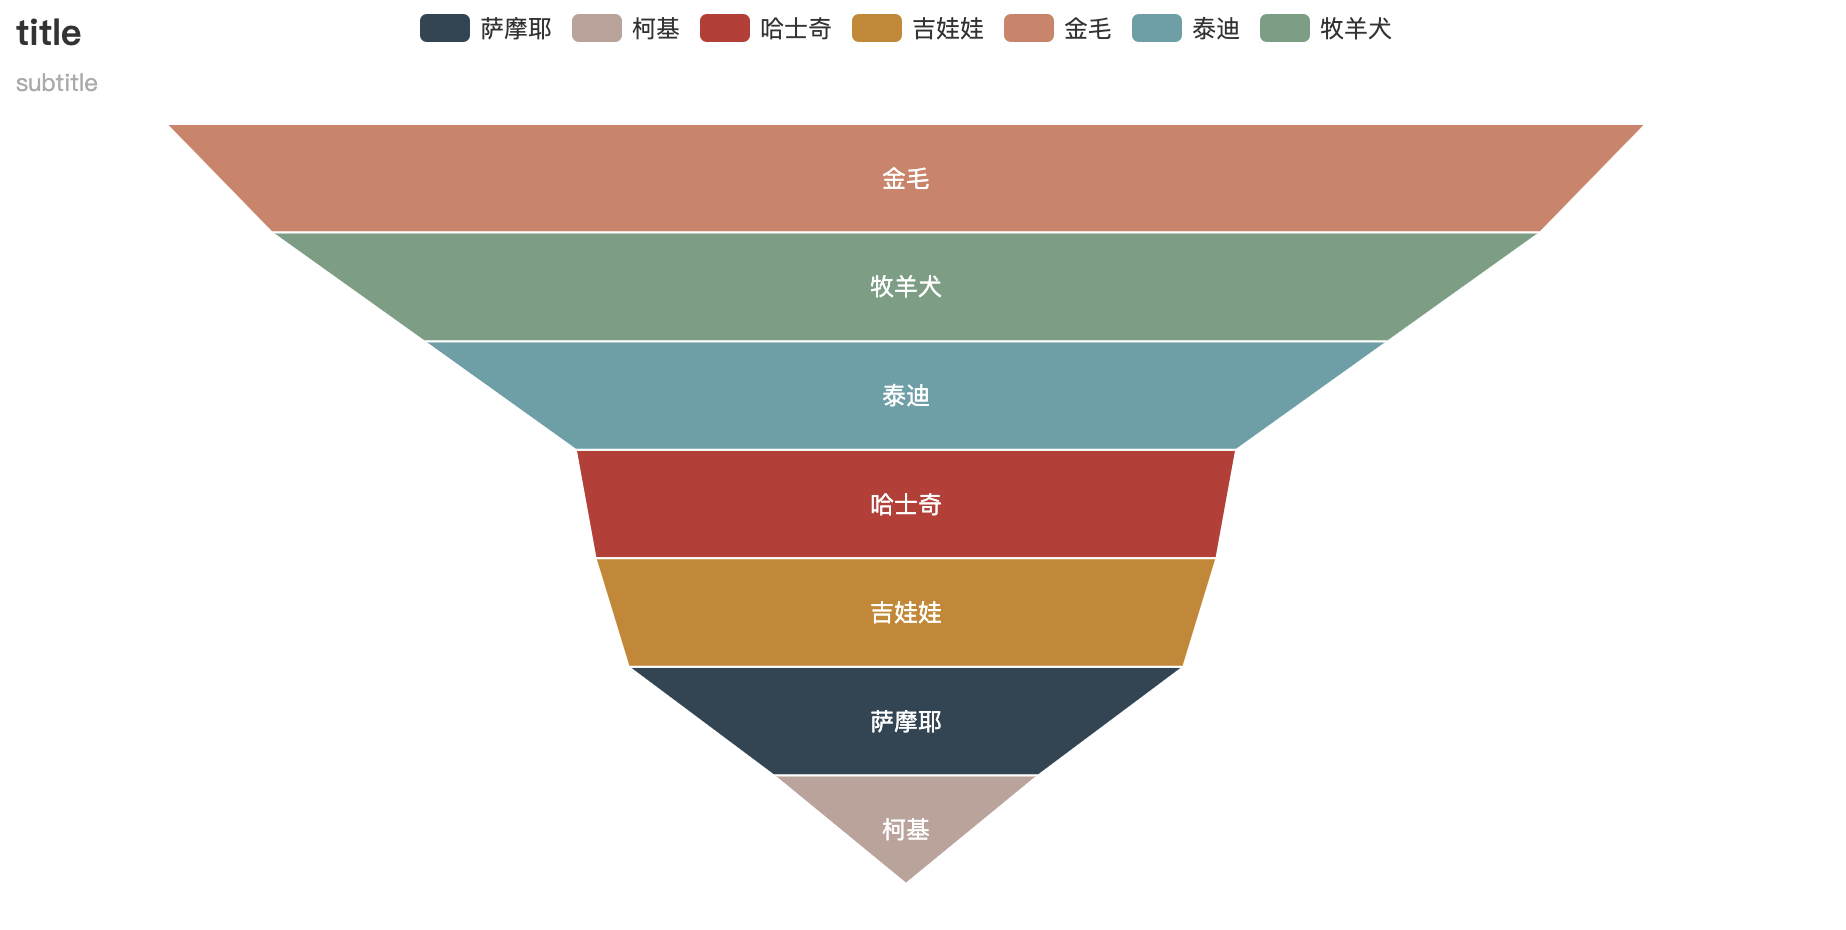 title
subtitle
萨摩耶 柯基 哈士奇 吉娃娃 金毛 泰迪 牧羊犬
金毛
牧羊犬
泰迪
哈士奇
吉娃娃
萨摩耶
柯基